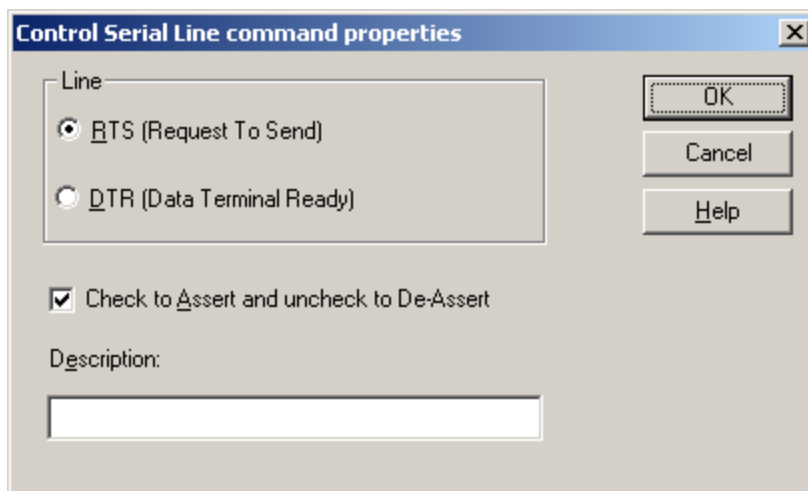 Control Serial Line command properties
Line
RTS (Request To Send)
DTR (Data Terminal Ready)
OK
Cancel
Help
Check to Assert and uncheck to De-Assert
Description: